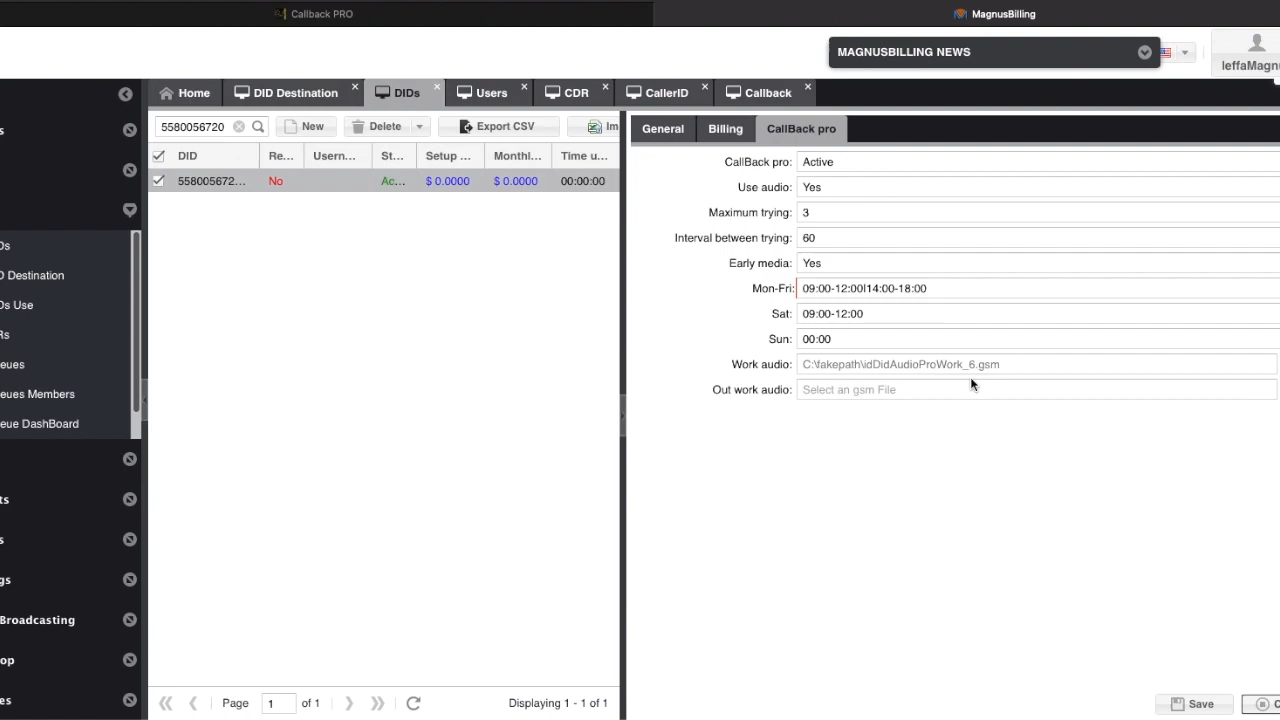 Callback PRO
MagnusBilling
MAGNUSBILLING NEWS
leffaMagn
Home
DID Destination
DIDs
Users
CDR
CallerID
Callback
5580056720
New
Delete
Export CSV
Im
DID
Re...
Usern...
St...
Setup ...
Monthl...
Time u...
558005672...
No
Ac...
$ 0.0000
$ 0.0000
00:00:00
General
Billing
CallBack pro
CallBack pro:
Active
Use audio:
Yes
Maximum trying:
3
Interval between trying:
60
Early media:
Yes
Mon-Fri:
09:00-12:00|14:00-18:00
Sat:
09:00-12:00
Sun:
00:00
Work audio:
C:\fakepath\idDidAudioProWork_6.gsm
Out work audio:
Select an gsm File
s
Ds
D Destination
Ds Use
Rs
eues
eues Members
eue DashBoard
ts
s
gs
Broadcasting
op
es
Page
1
of 1
Displaying 1 - 1 of 1
Save
C